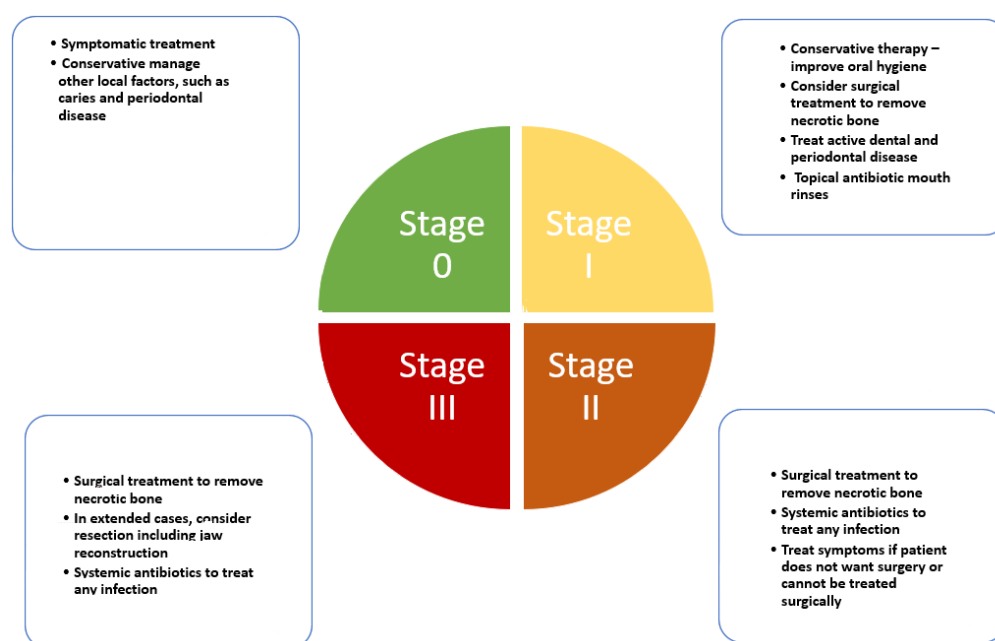 • Symptomatic treatment
• Conservative manage
other local factors, such as
caries and periodontal
disease
• Conservative therapy –
improve oral hygiene
• Consider surgical
treatment to remove
necrotic bone
• Treat active dental and
periodontal disease
• Topical antibiotic mouth
rinses
Stage
0
Stage
I
Stage
III
Stage
II
• Surgical treatment to remove
necrotic bone
• In extended cases, consider
resection including jaw
reconstruction
• Systemic antibiotics to treat
any infection
• Surgical treatment to
remove necrotic bone
• Systemic antibiotics to
treat any infection
• Treat symptoms if patient
does not want surgery or
cannot be treated
surgically